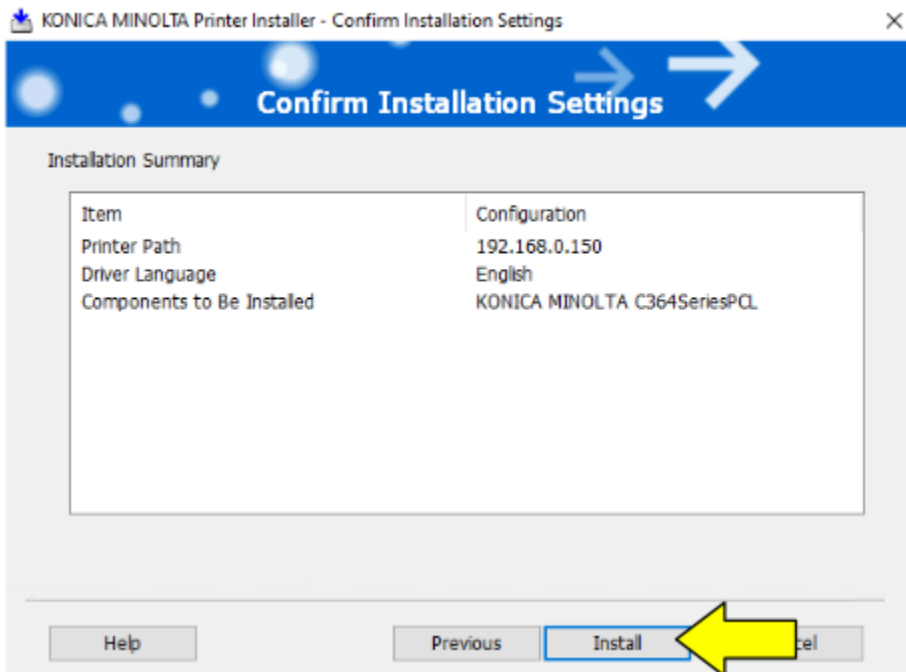 KONICA MINOLTA Printer Installer - Confirm Installation Settings
Confirm Installation Settings
Installation Summary
Item Configuration
Printer Path 192.168.0.150
Driver Language English
Components to Be Installed KONICA MINOLTA C364SeriesPCL
Help Previous Install